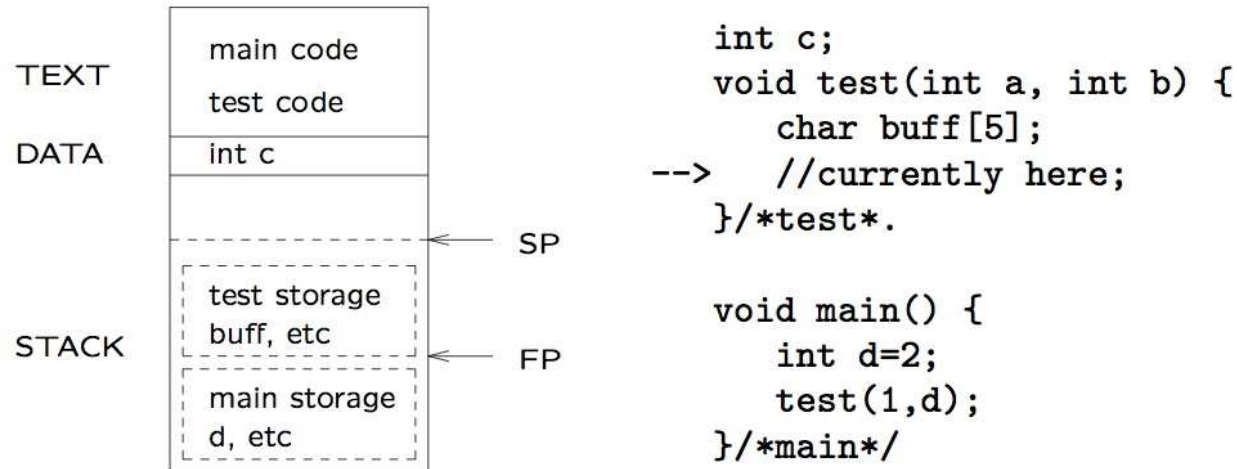 TEXT
main code
test code
DATA
int c
SP
STACK
test storage
buff, etc
FP
main storage
d, etc
int c;
void test(int a, int b) {
char buff[5];
--> //currently here;
}/*test*.
void main() {
int d=2;
test(1,d);
}/*main*/